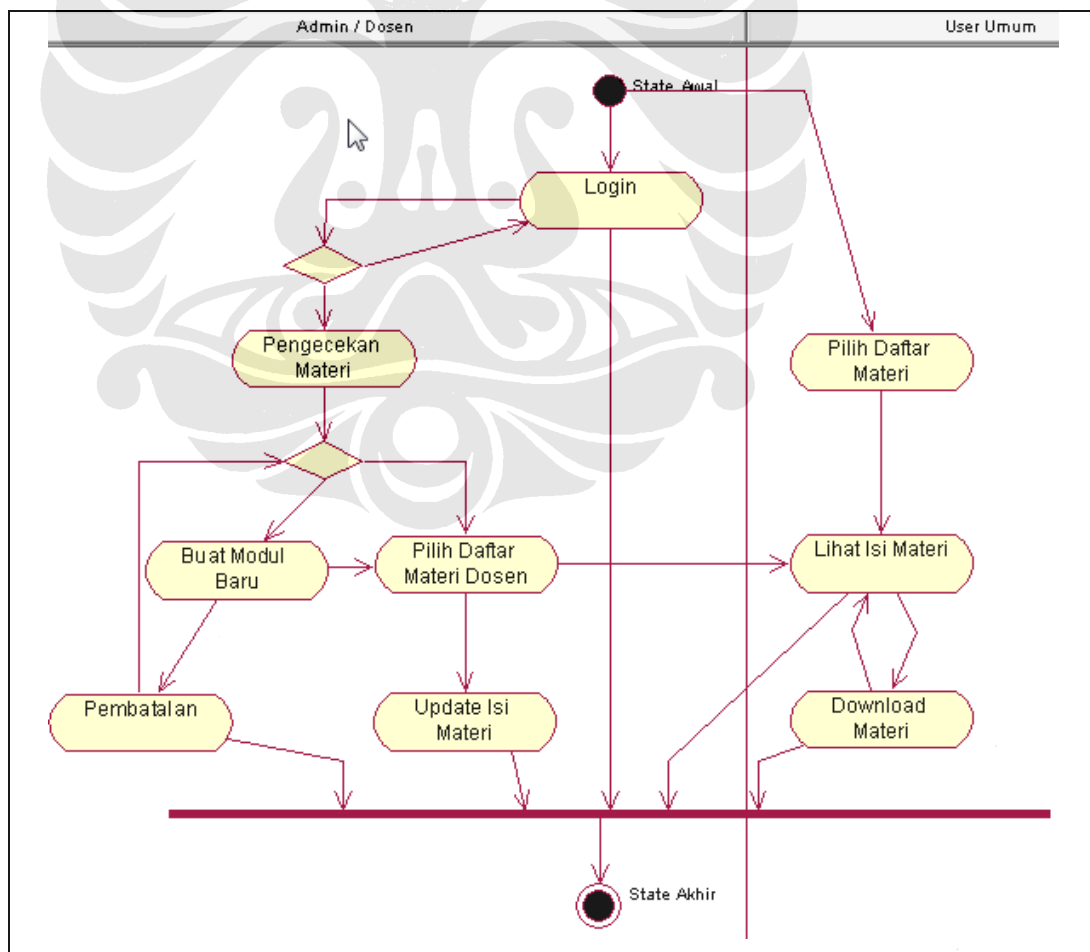 Admin / Dosen
User Umum
State Awal
Login
Pengecekan
Materi
Pilih Daftar
Materi
Buat Modul
Baru
Pilih Daftar
Materi Dosen
Lihat Isi Materi
Pembatalan
Update Isi
Materi
Download
Materi
State Akhir